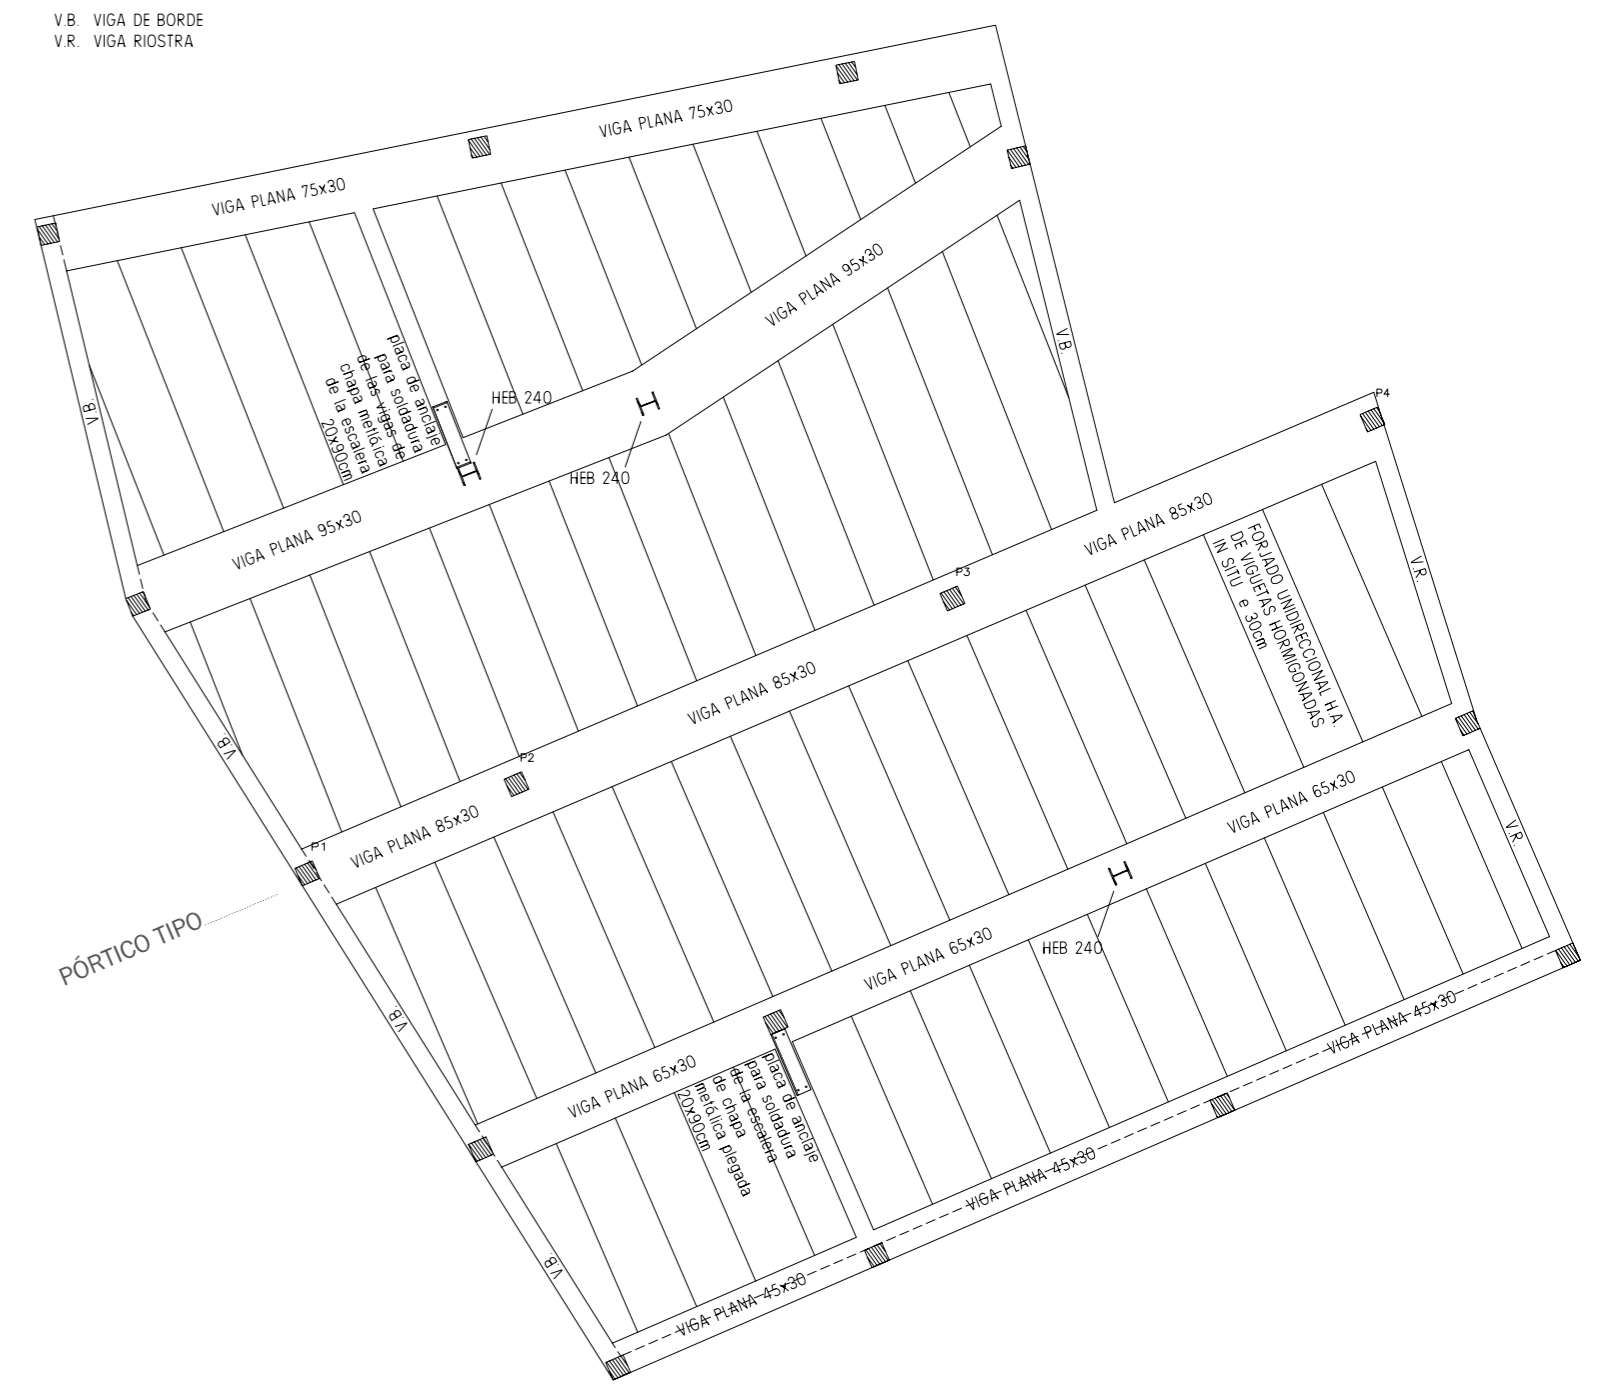 V.B. VIGA DE BORDE
V.R. VIGA RIOSTRA
VIGA PLANA 75x30
VIGA PLANA 75x30
VIGA PLANA 95x30
V.B.
V.B.
placa de anclaje
para soldadura
de las vigas de
chapa metálica
de la escalera
20x90cm
HEB 240
HEB 240
VIGA PLANA 95x30
P4
VIGA PLANA 85x30
FORJADO UNIDIRECCIONAL H.A.
DE VIGUETAS HORMIGONADAS
IN SITU e 30cm
V.R.
P3
VIGA PLANA 85x30
V.B.
P2
VIGA PLANA 85x30
P1
PÓRTICO TIPO
VIGA PLANA 65x30
V.R.
VIGA PLANA 65x30
HEB 240
V.B.
VIGA PLANA 65x30
placa de anclaje
para soldadura
de la escalera
de chapa
metálica plegada
20x90cm
VIGA PLANA 45x30
VIGA PLANA 45x30
V.B.
VIGA PLANA 45x30